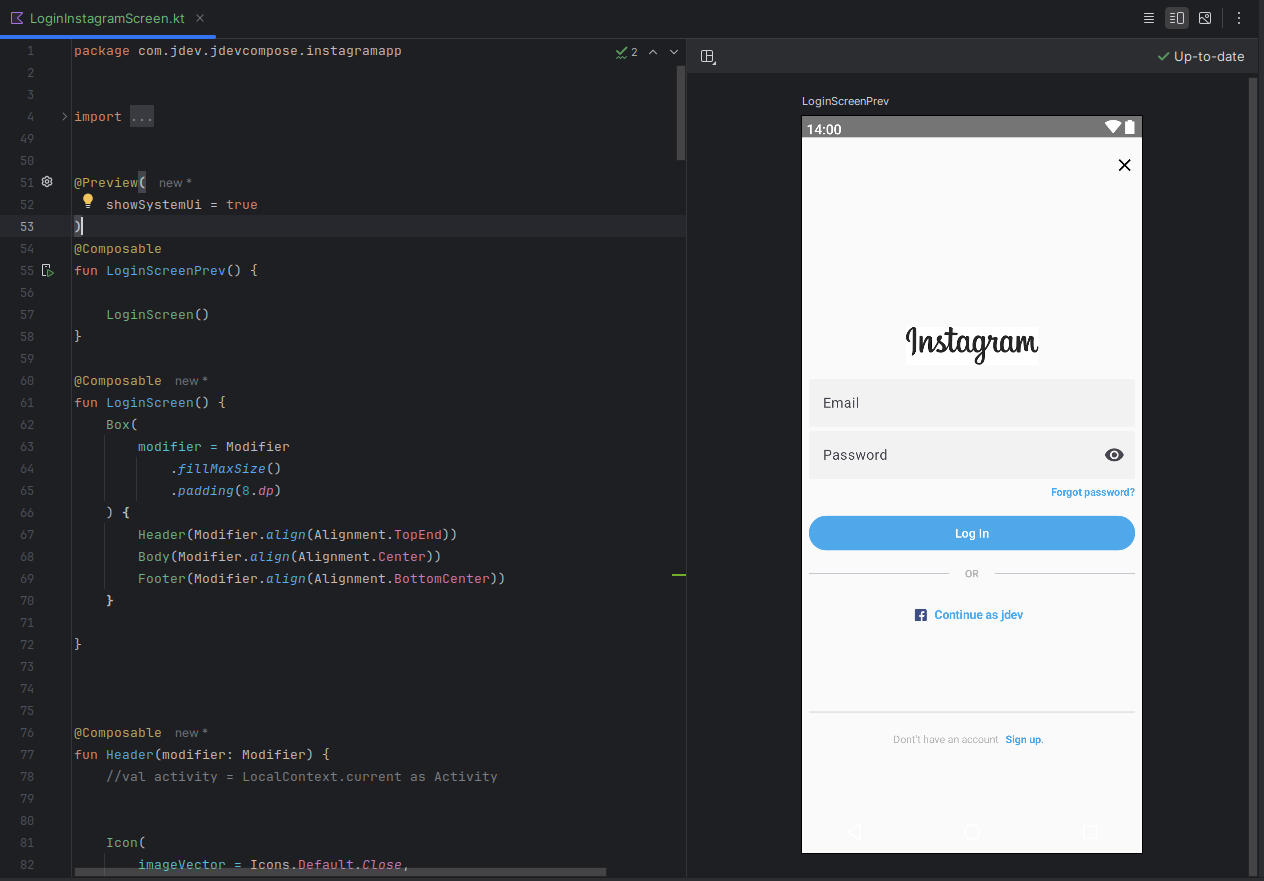 LoginInstagramScreen.kt
1 package com.jdev.jdevcompose.instagramapp
2
3
4 import ...
49
50
51 @Preview( new *
52 showSystemUi = true
53 )
54 @Composable
55 fun LoginScreenPrev() {
56
57 LoginScreen()
58 }
59
60 @Composable new *
61 fun LoginScreen() {
62 Box(
63 modifier = Modifier
64 .fillMaxSize()
65 .padding(8.dp)
66 ) {
67 Header(Modifier.align(Alignment.TopEnd))
68 Body(Modifier.align(Alignment.Center))
69 Footer(Modifier.align(Alignment.BottomCenter))
70 }
71
72 }
73
74
75
76 @Composable new *
77 fun Header(modifier: Modifier) {
78 //val activity = LocalContext.current as Activity
79
80
81 Icon(
82 imageVector = Icons.Default.Close,
2
Up-to-date
LoginScreenPrev
14:00
Instagram
Email
Password
Forgot password?
Log In
OR
Continue as jdev
Don't have an account Sign up.